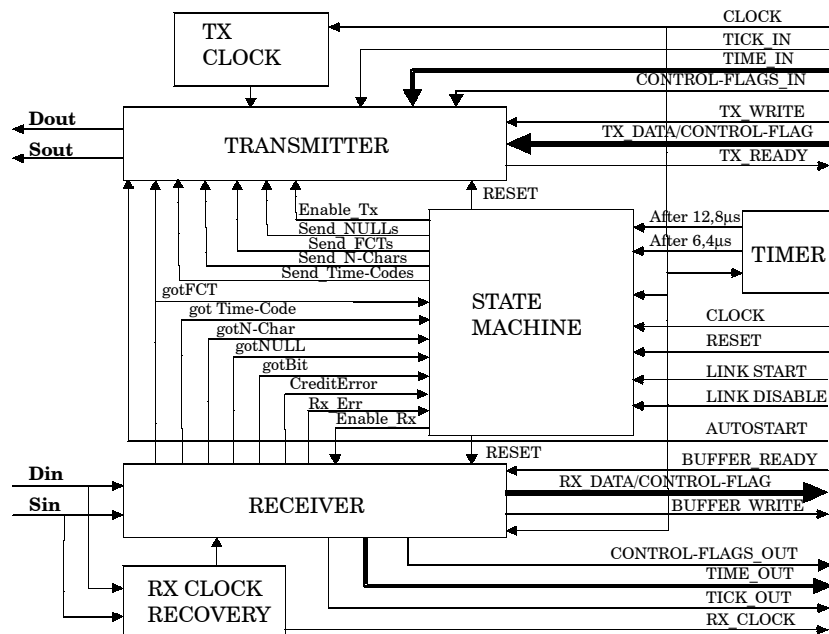 TX
CLOCK
CLOCK
TICK_IN
TIME_IN
CONTROL-FLAGS_IN
Dout
TX_WRITE
TRANSMITTER
TX_DATA/CONTROL-FLAG
Sout
TX_READY
RESET
Enable_Tx
Send_NULLs
Send_FCTs
Send_N-Chars
Send_Time-Codes
After 12,8µs
After 6,4µs
TIMER
gotFCT
got Time-Code
gotN-Char
gotNULL
gotBit
CreditError
Rx_Err
Enable_Rx
STATE
MACHINE
CLOCK
RESET
LINK START
LINK DISABLE
AUTOSTART
RESET
BUFFER_READY
Din
RX_DATA/CONTROL-FLAG
Sin
RECEIVER
BUFFER_WRITE
CONTROL-FLAGS_OUT
RX CLOCK
RECOVERY
TIME_OUT
TICK_OUT
RX_CLOCK